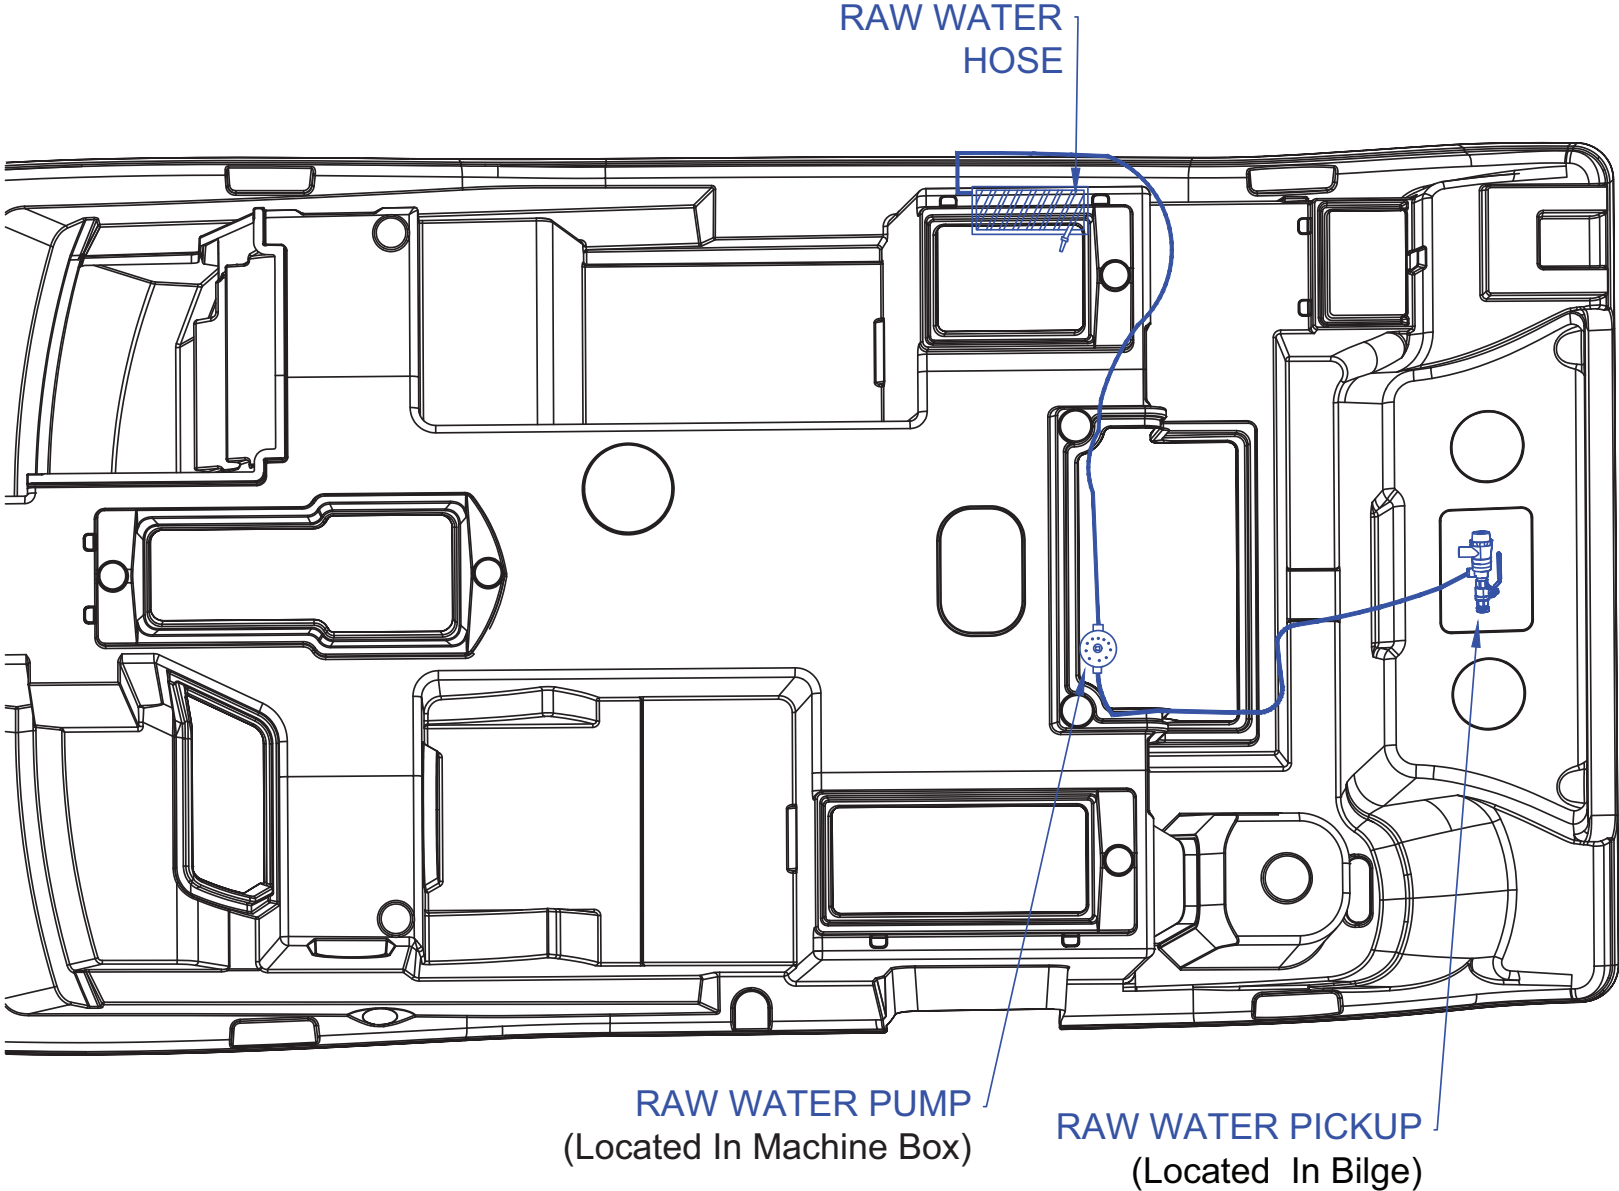 RAW WATER
HOSE
RAW WATER PUMP
(Located In Machine Box)
RAW WATER PICKUP
(Located In Bilge)